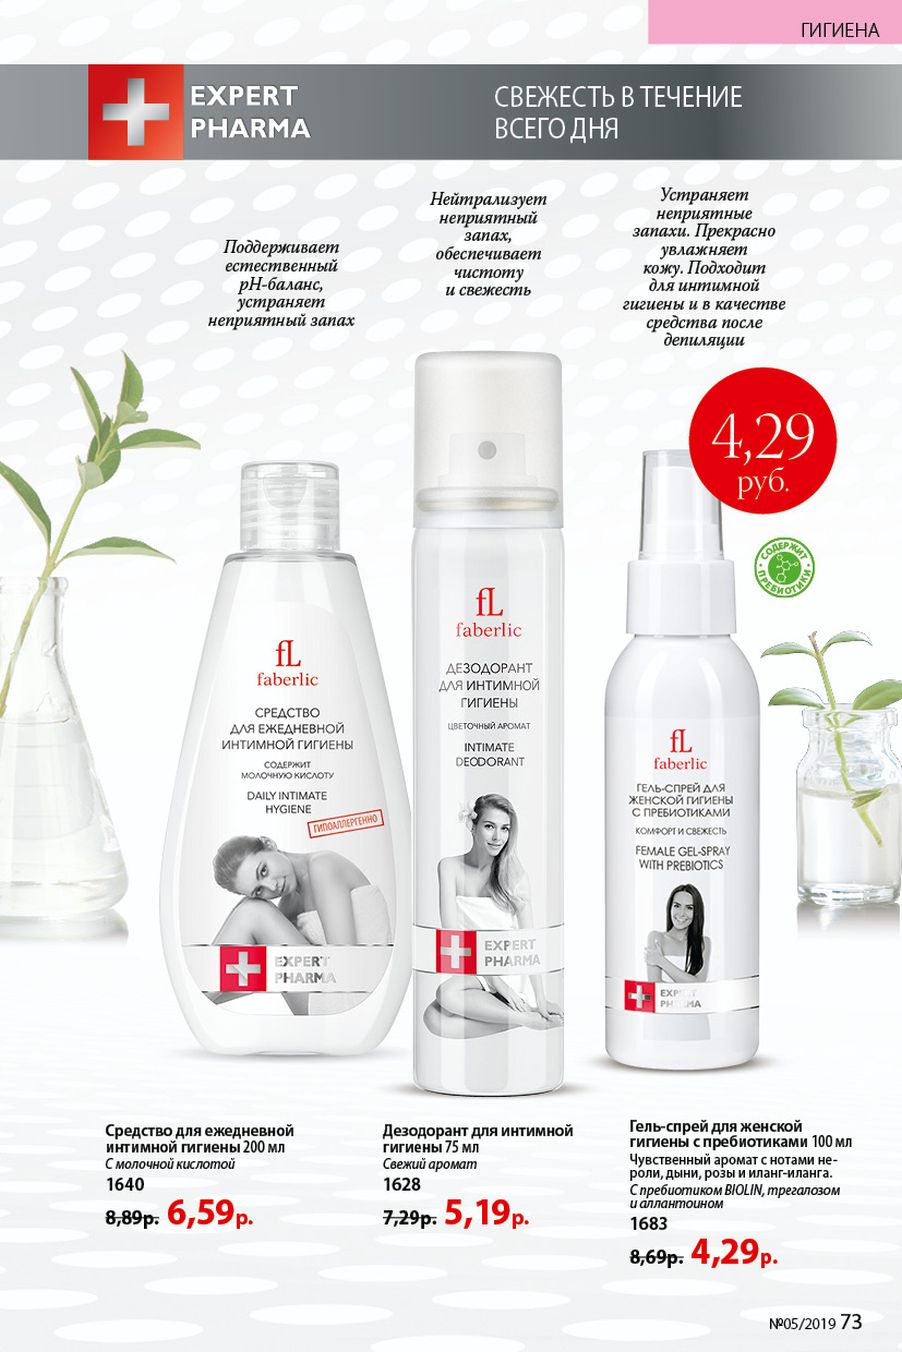 ГИГИЕНА
EXPERT
PHARMA
СВЕЖЕСТЬ В ТЕЧЕНИЕ
ВСЕГО ДНЯ
Поддерживает
естественный
pH-баланс,
устраняет
неприятный запах
Нейтрализует
неприятный
запах,
обеспечивает
чистоту
и свежесть
Устраняет
неприятные
запахи. Прекрасно
увлажняет
кожу. Подходит
для интимной
гигиены и в качестве
средства после
депиляции
4,29
руб.
СОДЕРЖИТ
ПРЕБИОТИКИ
fL
faberlic
СРЕДСТВО
ДЛЯ ЕЖЕДНЕВНОЙ
ИНТИМНОЙ ГИГИЕНЫ
СОДЕРЖИТ
МОЛОЧНУЮ КИСЛОТУ
DAILY INTIMATE
HYGIENE
ГИПОАЛЛЕРГЕННО
EXPERT
PHARMA
fL
faberlic
ДЕЗОДОРАНТ
ДЛЯ ИНТИМНОЙ
ГИГИЕНЫ
ЦВЕТОЧНЫЙ АРОМАТ
INTIMATE
DEODORANT
EXPERT
PHARMA
fL
faberlic
ГЕЛЬ-СПРЕЙ ДЛЯ
ЖЕНСКОЙ ГИГИЕНЫ
С ПРЕБИОТИКАМИ
КОМФОРТ И СВЕЖЕСТЬ
FEMALE GEL-SPRAY
WITH PREBIOTICS
EXPERT
PHARMA
Средство для ежедневной
интимной гигиены 200 мл
С молочной кислотой
1640
8,89р. 6,59р.
Дезодорант для интимной
гигиены 75 мл
Свежий аромат
1628
7,29р. 5,19р.
Гель-спрей для женской
гигиены с пребиотиками 100 мл
Чувственный аромат с нотами не-
роли, дыни, розы и иланг-иланга.
С пребиотиком BIOLIN, трегалозом
и аллантоином
1683
8,69р. 4,29р.
№05/2019 73